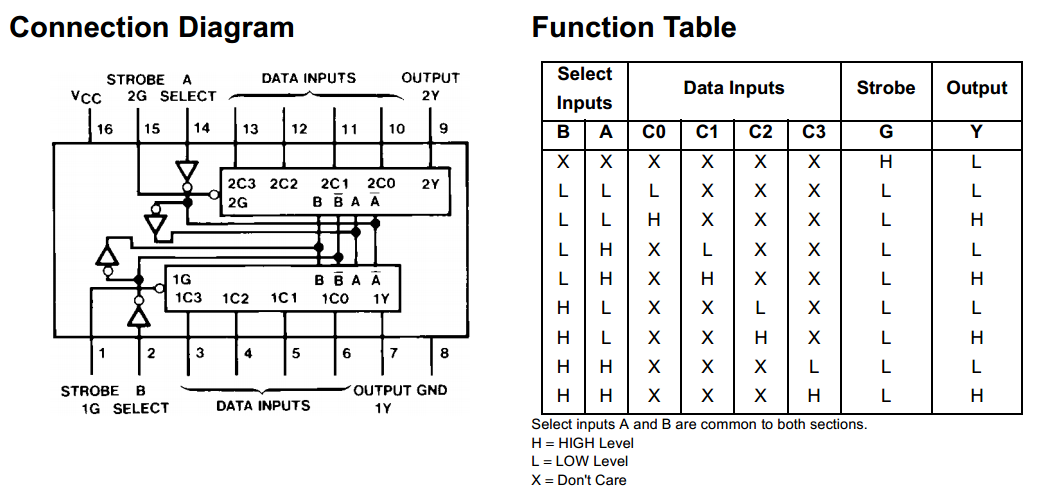 Connection Diagram
STROBE A DATA INPUTS OUTPUT
VCC 2G SELECT 2Y
16 15 14 13 12 11 10 9
2C3 2C2 2C1 2C0 2Y
2G B B̅ A A̅
1G B B̅ A A̅
1C3 1C2 1C1 1C0 1Y
1 2 3 4 5 6 7 8
STROBE B OUTPUT GND
1G SELECT DATA INPUTS 1Y
Function Table
Select Inputs Data Inputs Strobe Output
B A C0 C1 C2 C3 G Y
X X X X X X H L
L L L X X X L L
L L H X X X L H
L H X L X X L L
L H X H X X L H
H L X X L X L L
H L X X H X L H
H H X X X L L L
H H X X X H L H
Select inputs A and B are common to both sections.
H = HIGH Level
L = LOW Level
X = Don't Care